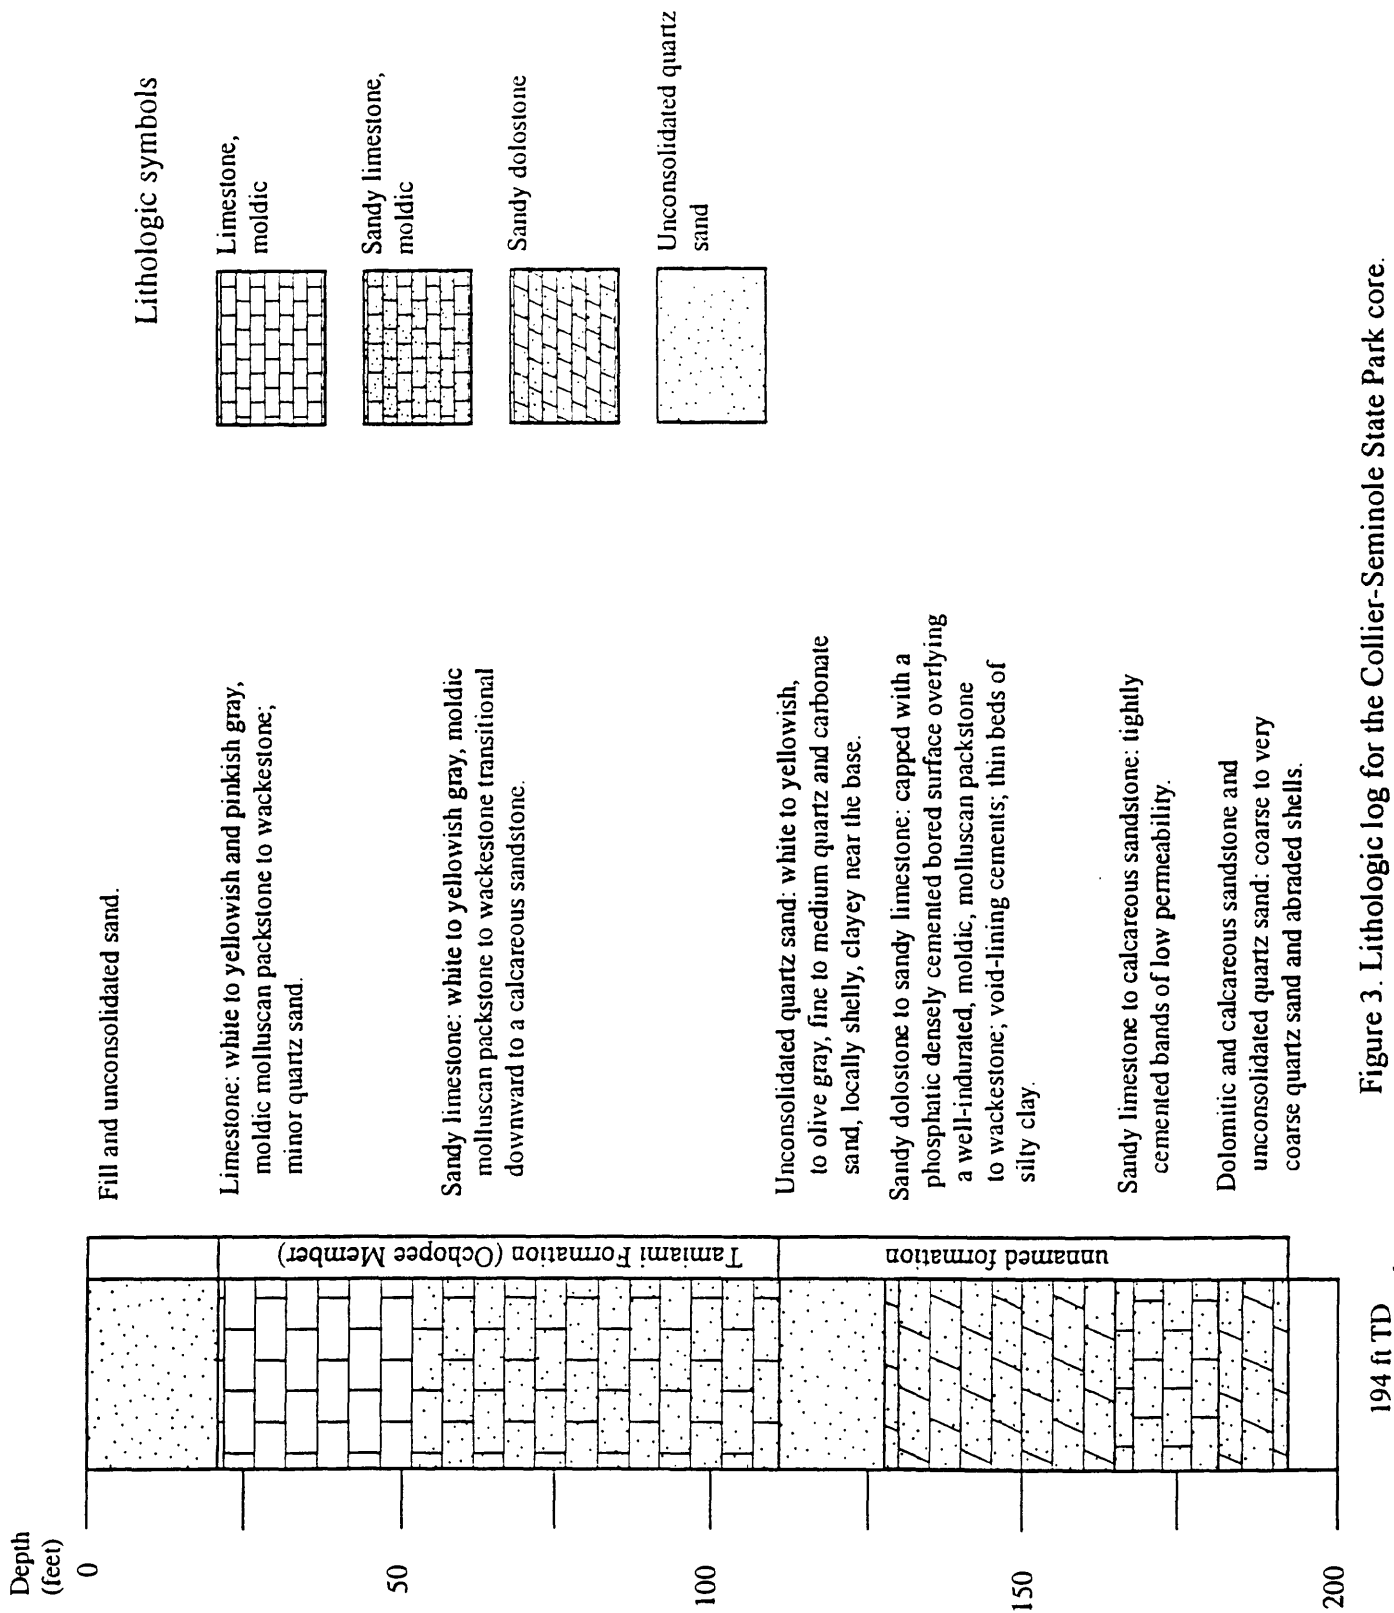 Depth
(feet)
0
50
100
150
200
194 ft TD
Tamiami Formation (Ochopee Member)
unnamed formation
Fill and unconsolidated sand.
Limestone: white to yellowish and pinkish gray,
moldic molluscan packstone to wackestone;
minor quartz sand.
Sandy limestone: white to yellowish gray, moldic
molluscan packstone to wackestone transitional
downward to a calcareous sandstone.
Unconsolidated quartz sand: white to yellowish,
to olive gray, fine to medium quartz and carbonate
sand, locally shelly, clayey near the base.
Sandy dolostone to sandy limestone: capped with a
phosphatic densely cemented bored surface overlying
a well-indurated, moldic, molluscan packstone
to wackestone; void-lining cements; thin beds of
silty clay.
Sandy limestone to calcareous sandstone: tightly
cemented bands of low permeability.
Dolomitic and calcareous sandstone and
unconsolidated quartz sand: coarse to very
coarse quartz sand and abraded shells.
Lithologic symbols
Limestone,
moldic
Sandy limestone,
moldic
Sandy dolostone
Unconsolidated quartz
sand
Figure 3. Lithologic log for the Collier-Seminole State Park core.